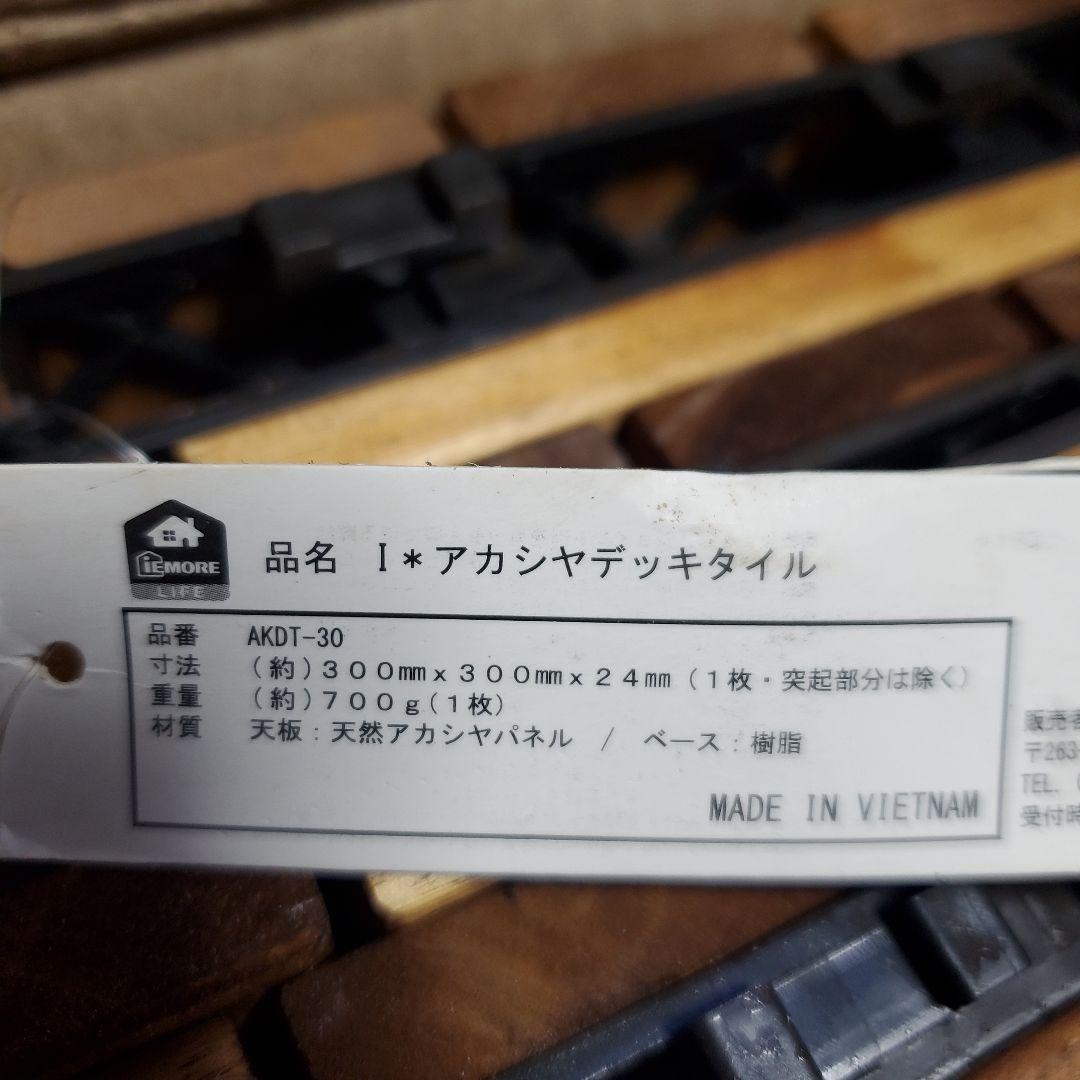 iEMORE
LIFE
品名 I*アカシヤデッキタイル
品番 AKDT-30
寸法 (約)300㎜x300㎜x24㎜(1枚・突起部分は除く)
重量 (約)700g(1枚)
材質 天板:天然アカシヤパネル / ベース:樹脂
MADE IN VIETNAM
販売者
〒263-
TEL. (
受付時